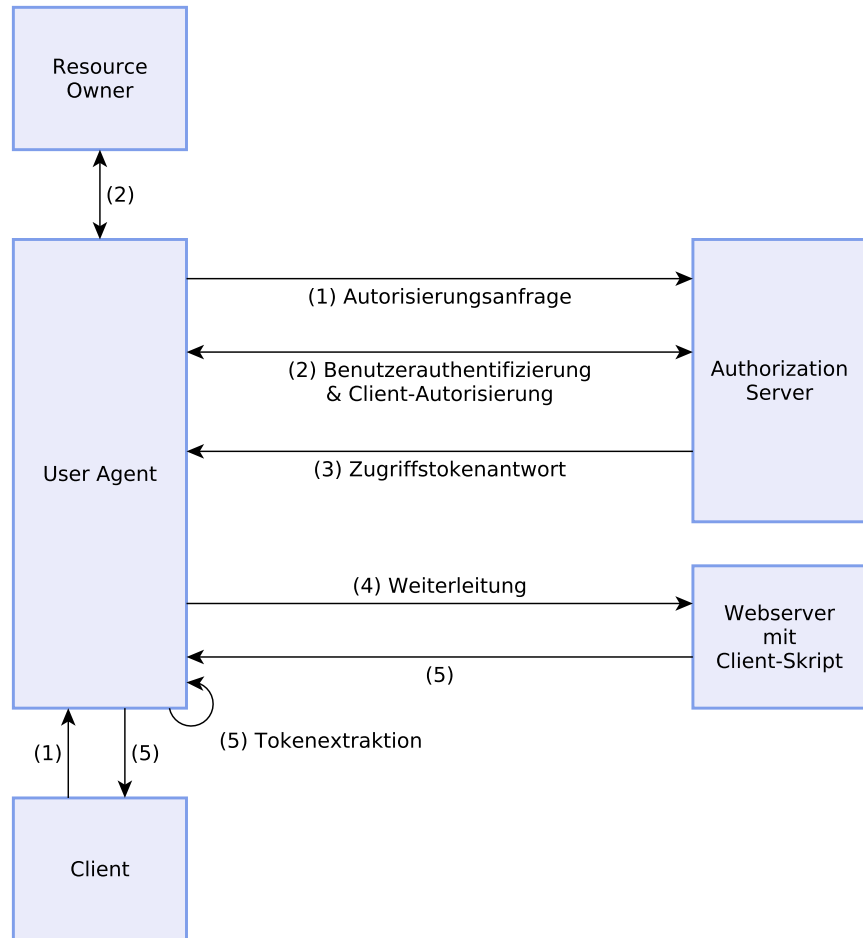 Resource
Owner
(2)
(1) Autorisierungsanfrage
(2) Benutzerauthentifizierung
& Client-Autorisierung
Authorization
Server
(3) Zugriffstokenantwort
User Agent
(4) Weiterleitung
Webserver
mit
Client-Skript
(5)
(5) Tokenextraktion
(1)
(5)
Client